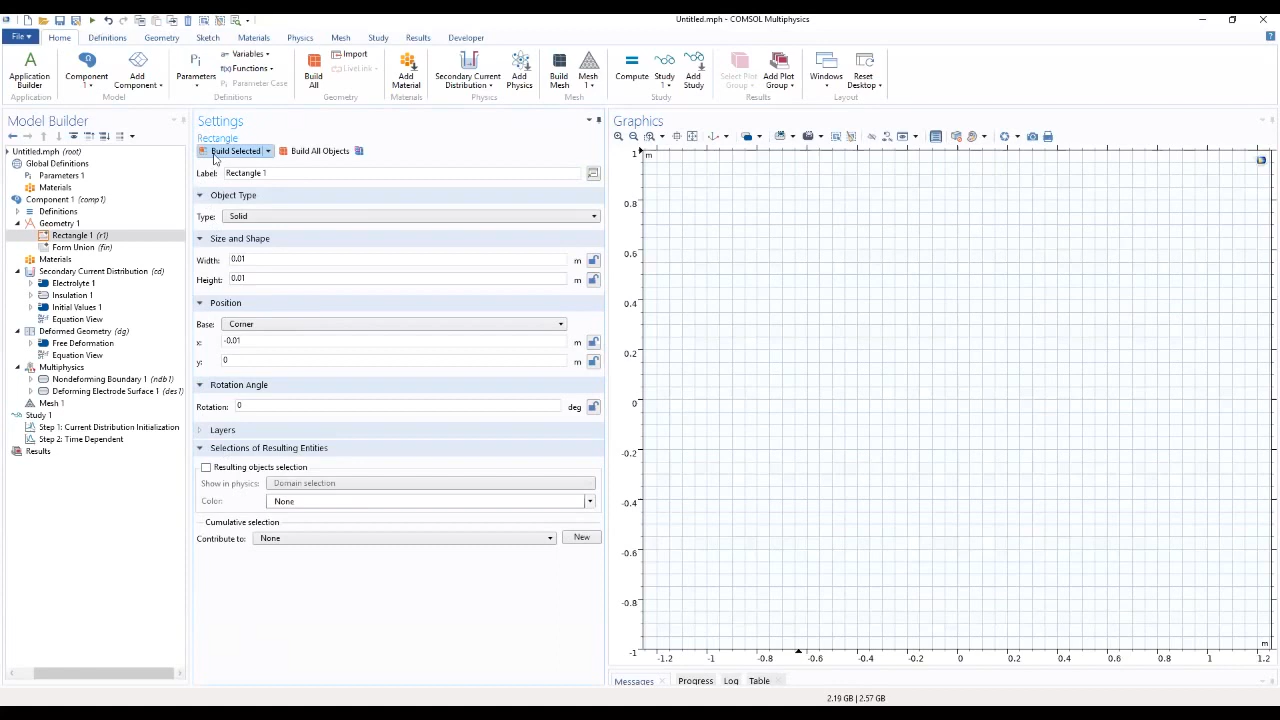 Untitled.mph - COMSOL Multiphysics
File Home Definitions Geometry Sketch Materials Physics Mesh Study Results Developer
Application Builder
Application
Component 1
Add Component
Model
Parameters
Variables
Functions
Parameter Case
Definitions
Build All
Import
LiveLink
Geometry
Add Material
Materials
Secondary Current Distribution
Add Physics
Physics
Build Mesh
Mesh 1
Mesh
Compute
Study 1
Add Study
Study
Select Plot Group
Add Plot Group
Results
Windows
Reset Desktop
Layout
Model Builder
Untitled.mph (root)
Global Definitions
Parameters 1
Materials
Component 1 (comp1)
Definitions
Geometry 1
Rectangle 1 (r1)
Form Union (fin)
Materials
Secondary Current Distribution (cd)
Electrolyte 1
Insulation 1
Initial Values 1
Equation View
Deformed Geometry (dg)
Free Deformation
Equation View
Multiphysics
Nondeforming Boundary 1 (ndb1)
Deforming Electrode Surface 1 (des1)
Mesh 1
Study 1
Step 1: Current Distribution Initialization
Step 2: Time Dependent
Results
Settings
Rectangle
Build Selected Build All Objects
Label: Rectangle 1
Object Type
Type: Solid
Size and Shape
Width: 0.01 m
Height: 0.01 m
Position
Base: Corner
x: -0.01 m
y: 0 m
Rotation Angle
Rotation: 0 deg
Layers
Selections of Resulting Entities
Resulting objects selection
Show in physics: Domain selection
Color: None
Cumulative selection
Contribute to: None New
Graphics
m
1
0.8
0.6
0.4
0.2
0
-0.2
-0.4
-0.6
-0.8
-1
m
-1.2 -1 -0.8 -0.6 -0.4 -0.2 0 0.2 0.4 0.6 0.8 1 1.2
Messages Progress Log Table
2.19 GB | 2.57 GB